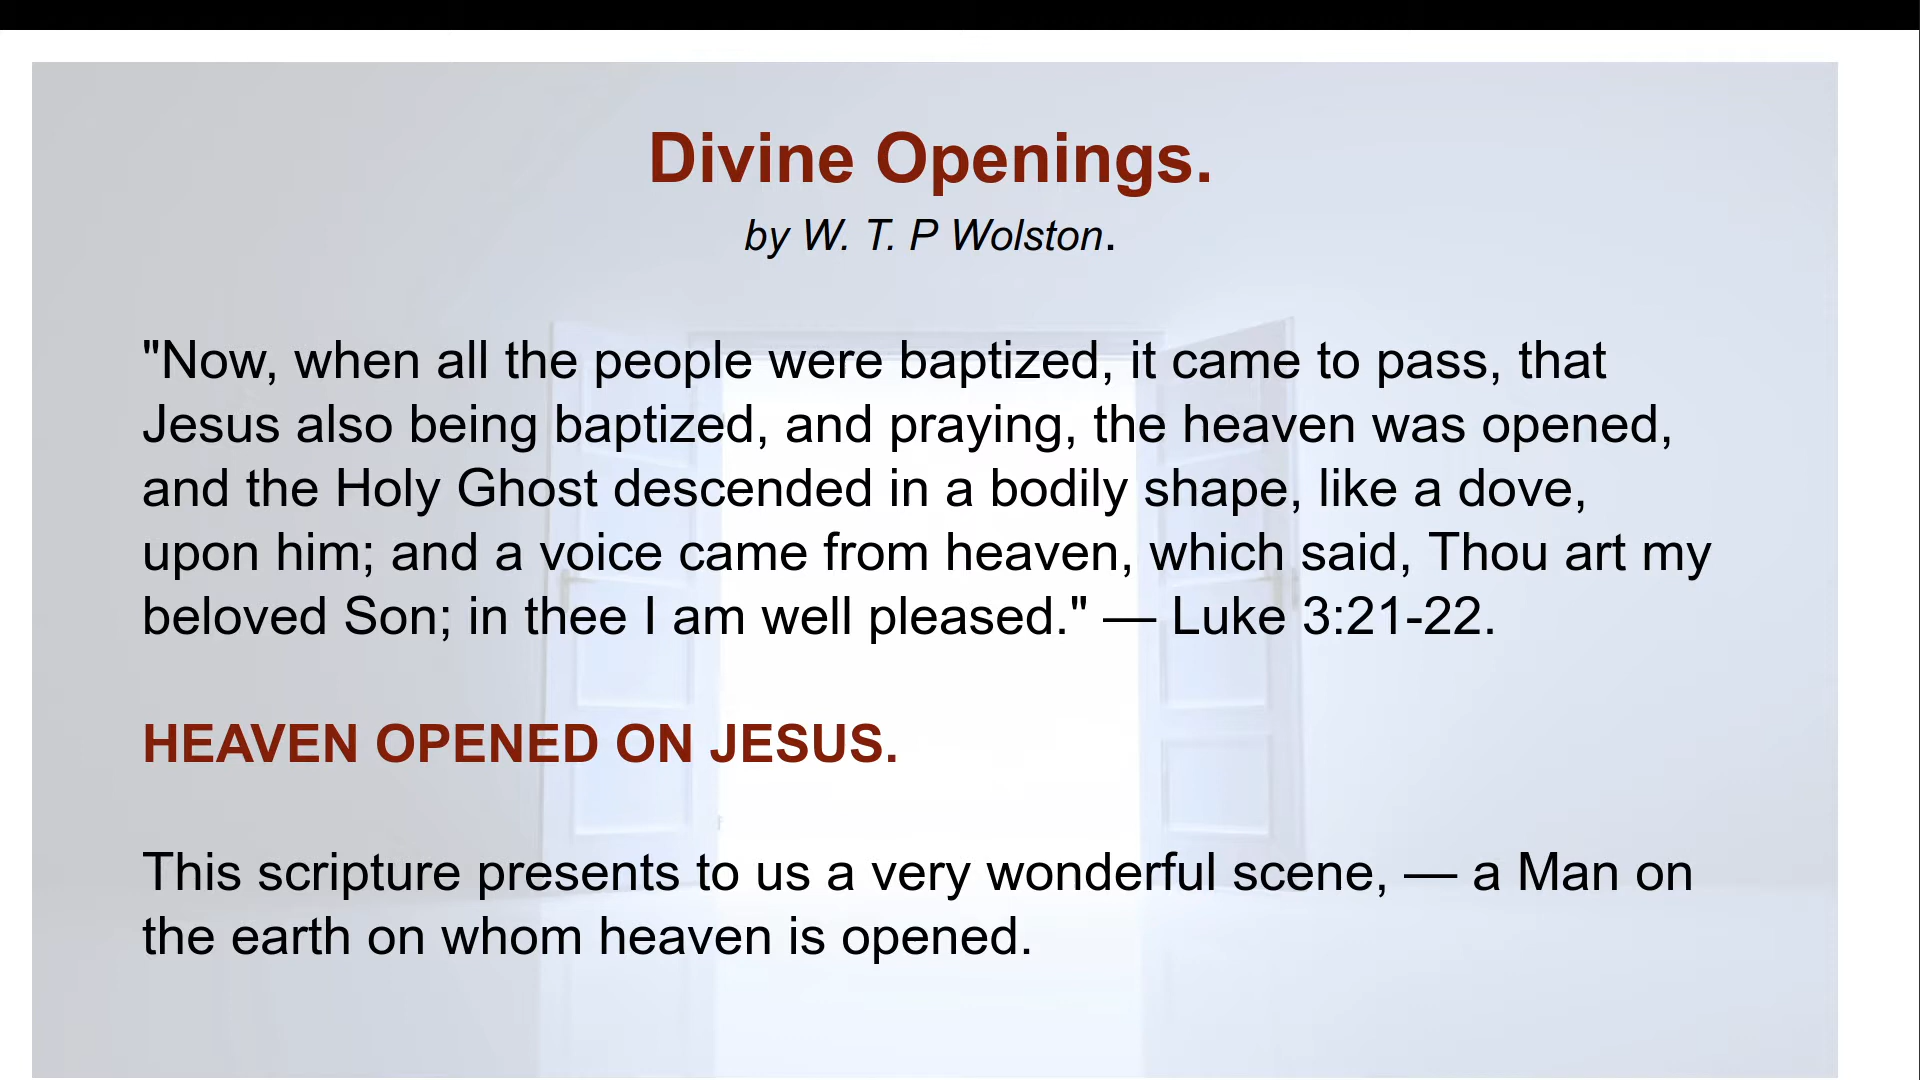 Divine Openings.
by W. T. P Wolston.
"Now, when all the people were baptized, it came to pass, that
Jesus also being baptized, and praying, the heaven was opened,
and the Holy Ghost descended in a bodily shape, like a dove,
upon him; and a voice came from heaven, which said, Thou art my
beloved Son; in thee I am well pleased." — Luke 3:21-22.
HEAVEN OPENED ON JESUS.
This scripture presents to us a very wonderful scene, — a Man on
the earth on whom heaven is opened.